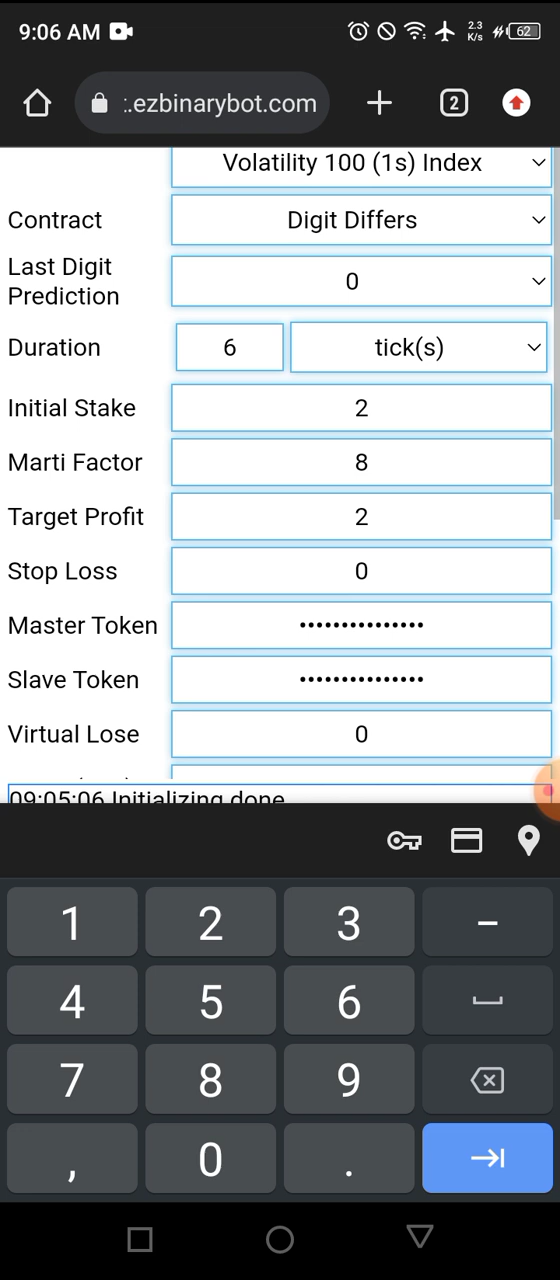 9:06 AM
2.3
K/s
62
:.ezbinarybot.com
2
Volatility 100 (1s) Index
Contract
Digit Differs
Last Digit
Prediction
0
Duration
6
tick(s)
Initial Stake
2
Marti Factor
8
Target Profit
2
Stop Loss
0
Master Token
•••••••••••••••
Slave Token
•••••••••••••••
Virtual Lose
0
09:05:06 Initializing done
1 2 3 -
4 5 6
7 8 9
, 0 .